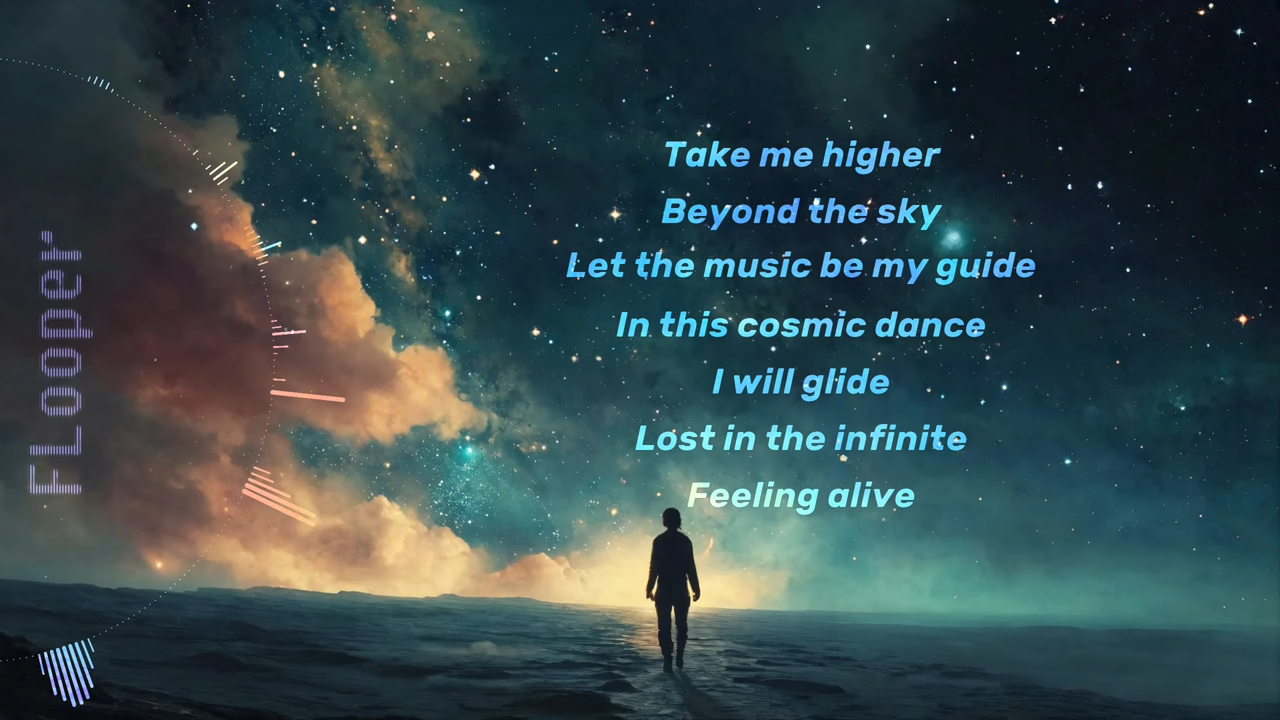 FLooper
Take me higher
Beyond the sky
Let the music be my guide
In this cosmic dance
I will glide
Lost in the infinite
Feeling alive